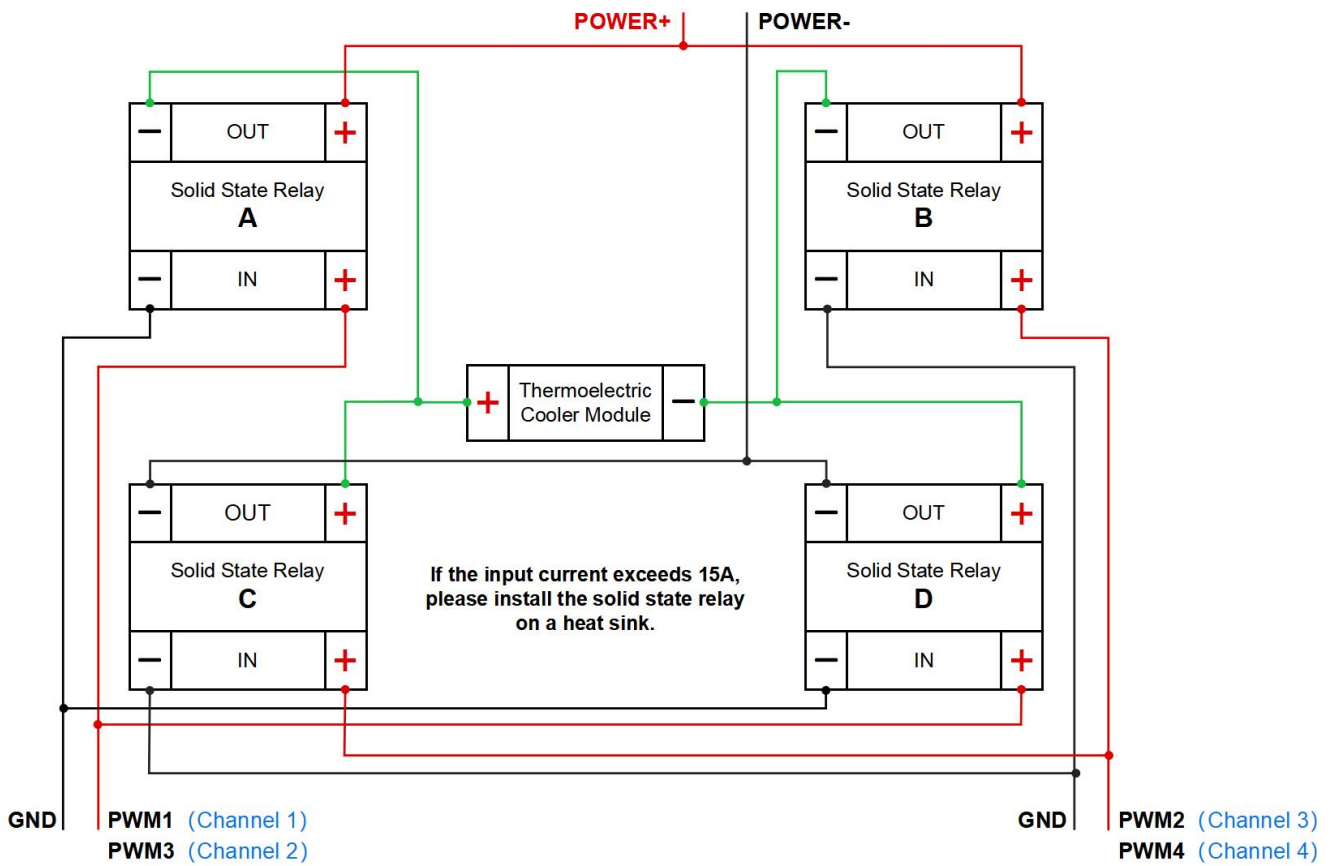 POWER+ POWER-
− OUT +
Solid State Relay
A
− IN +
− OUT +
Solid State Relay
B
− IN +
+ Thermoelectric −
Cooler Module
− OUT +
Solid State Relay
C
− IN +
If the input current exceeds 15A,
please install the solid state relay
on a heat sink.
− OUT +
Solid State Relay
D
− IN +
GND PWM1 (Channel 1)
PWM3 (Channel 2)
GND PWM2 (Channel 3)
PWM4 (Channel 4)